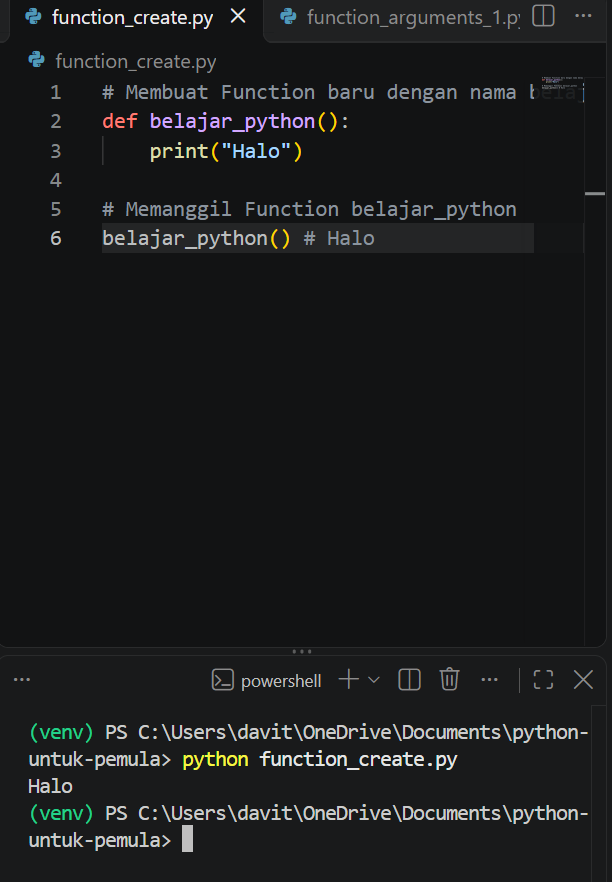 function_create.py
function_arguments_1.py
function_create.py
1 # Membuat Function baru dengan nama
2 def belajar_python():
3     print("Halo")
4
5 # Memanggil Function belajar_python
6 belajar_python() # Halo
powershell
(venv) PS C:\Users\davit\OneDrive\Documents\python-
untuk-pemula> python function_create.py
Halo
(venv) PS C:\Users\davit\OneDrive\Documents\python-
untuk-pemula>